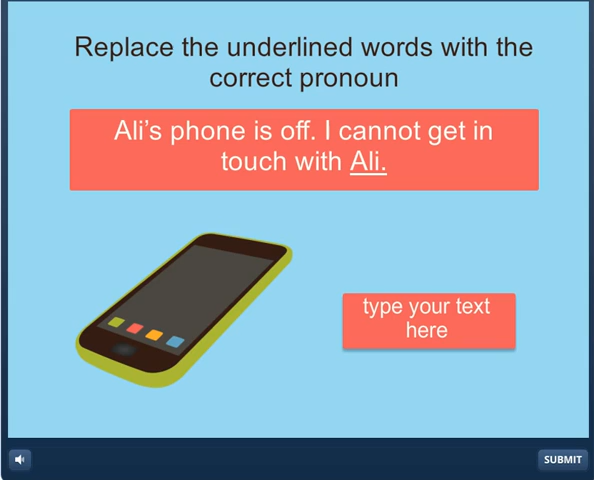 Replace the underlined words with the
correct pronoun
Ali’s phone is off. I cannot get in
touch with Ali.
type your text
here
SUBMIT